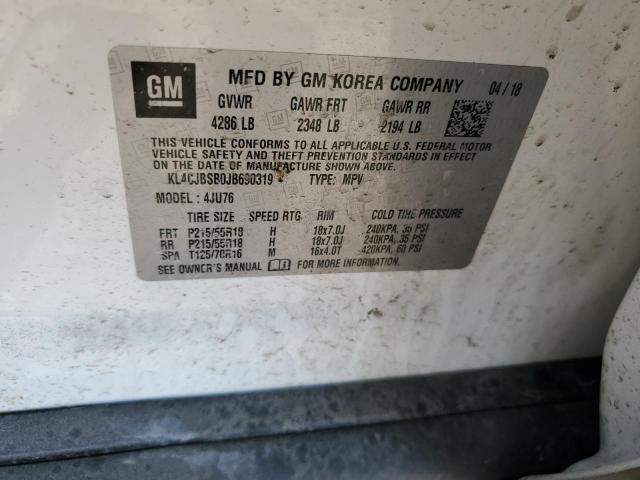 GM
MFD BY GM KOREA COMPANY 04/18
GVWR GAWR FRT GAWR RR
4286 LB 2348 LB 2194 LB
THIS VEHICLE CONFORMS TO ALL APPLICABLE U.S. FEDERAL MOTOR
VEHICLE SAFETY AND THEFT PREVENTION STANDARDS IN EFFECT
ON THE DATE OF MANUFACTURE SHOWN ABOVE.
KL4CJBSB0JB690319 TYPE: MPV
MODEL: 4JU76
TIRE SIZE SPEED RTG RIM COLD TIRE PRESSURE
FRT P215/55R18 H 18x7.0J 240KPA, 35 PSI
RR P215/55R18 H 18x7.0J 240KPA, 35 PSI
SPA T125/70R16 M 16x4.0T 420KPA, 60 PSI
SEE OWNER'S MANUAL FOR MORE INFORMATION.